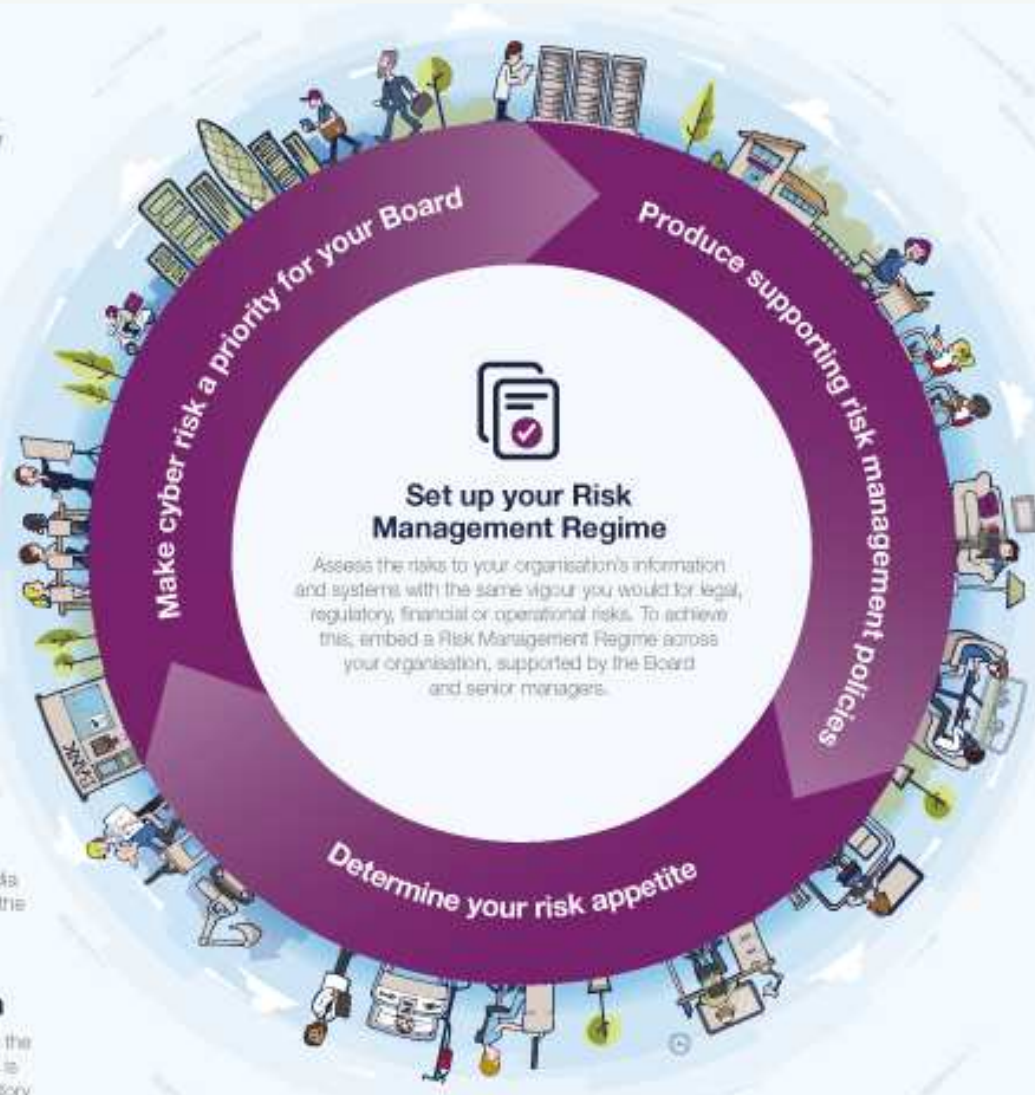 Make cyber risk a priority for your Board
Produce supporting risk management policies
Set up your Risk
Management Regime
Assess the risks to your organisation's information
and systems with the same vigour you would for legal,
regulatory, financial or operational risks. To achieve
this, embed a Risk Management Regime across
your organisation, supported by the Board
and senior managers.
BANK
Determine your risk appetite
the
the
is